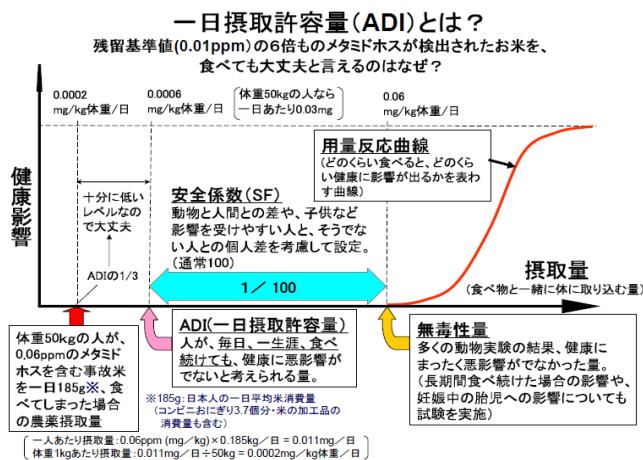 一日摂取許容量(ADI)とは？
残留基準値(0.01ppm)の６倍ものメタミドホスが検出されたお米を、
食べても大丈夫と言えるのはなぜ？
0.0002
mg/kg体重/日
0.0006
mg/kg体重/日
体重50kgの人なら
一日あたり0.03mg
0.06
mg/kg体重/日
用量反応曲線
(どのくらい食べると、どのくら
い健康に影響が出るかを表わ
す曲線)
健康影響
十分に低い
レベルなの
で大丈夫
ADIの1/3
安全係数(SF)
動物と人間との差や、子供など
影響を受けやすい人と、そうでな
い人との個人差を考慮して設定。
(通常100)
1／100
摂取量
(食べ物と一緒に体に取り込む量)
体重50kgの人が、
0.06ppmのメタミド
ホスを含む事故米
を一日185g※、食
べてしまった場合
の農薬摂取量
ADI(一日摂取許容量)
人が、毎日、一生涯、食べ
続けても、健康に悪影響が
でないと考えられる量。
※185g:日本人の一日平均米消費量
(コンビニおにぎり3.7個分・米の加工品の
消費量も含む)
無毒性量
多くの動物実験の結果、健康に
まったく悪影響がでなかった量。
(長期間食べ続けた場合の影響や、
妊娠中の胎児への影響についても
試験を実施)
一人あたり摂取量:0.06ppm (mg/kg)×0.185kg/日 = 0.011mg／日
体重1kgあたり摂取量:0.011mg/日÷50kg = 0.0002mg／kg体重／日